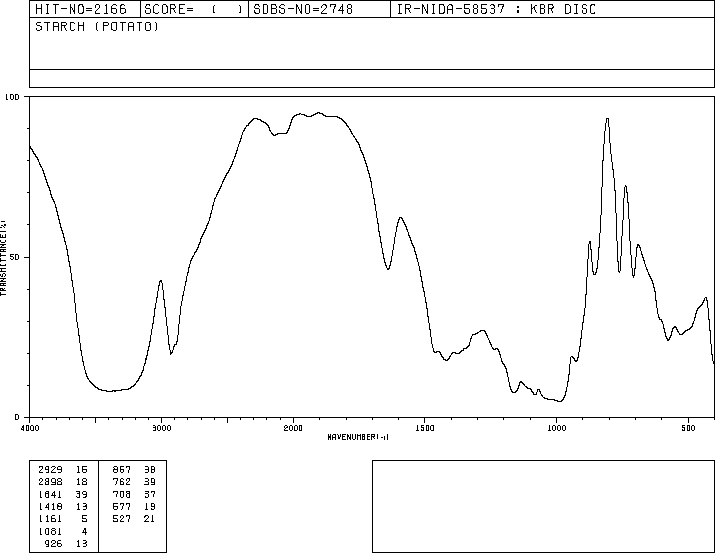 HIT-NO=2166 SCORE= ( ) SDBS-NO=2748 IR-NIDA-58537 : KBR DISC
STARCH (POTATO)
100
50
0
TRANSMITTANCE(%)
4000 3000 2000 1500 1000 500
WAVENUMBER(-1)
2929 16 867 38
2898 18 762 39
1641 39 708 37
1418 13 577 19
1161 5 527 21
1081 4
926 13